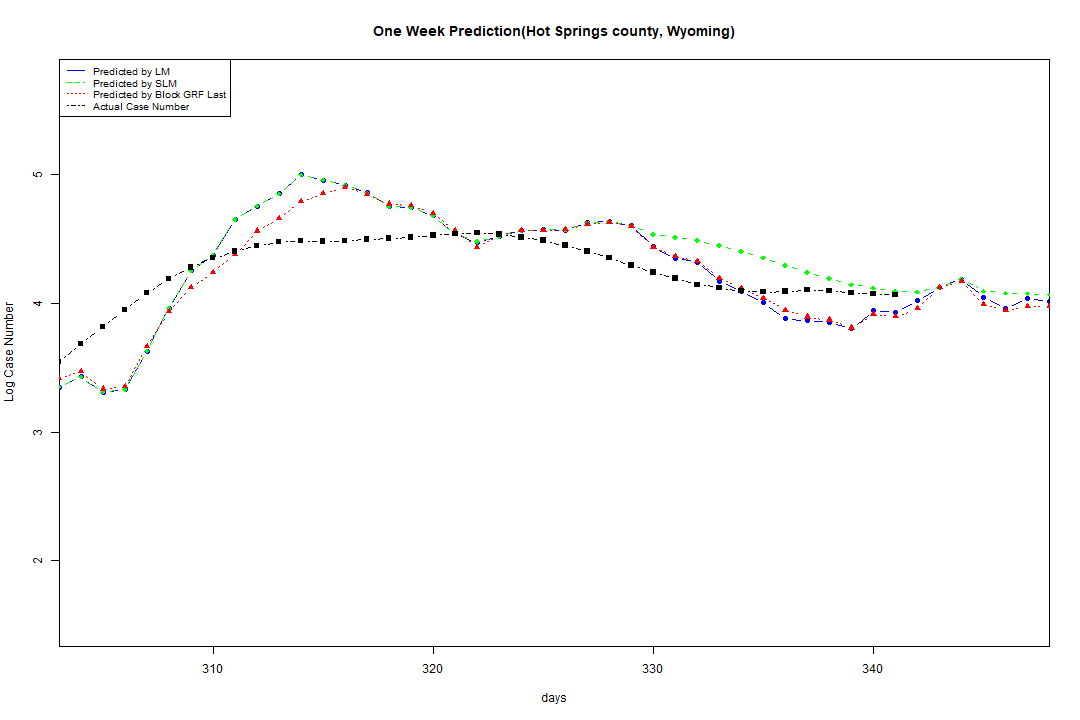 One Week Prediction(Hot Springs county, Wyoming)
Predicted by LM
Predicted by SLM
Predicted by Block GRF Last
Actual Case Number
5
4
3
2
Log Case Number
310 320 330 340
days